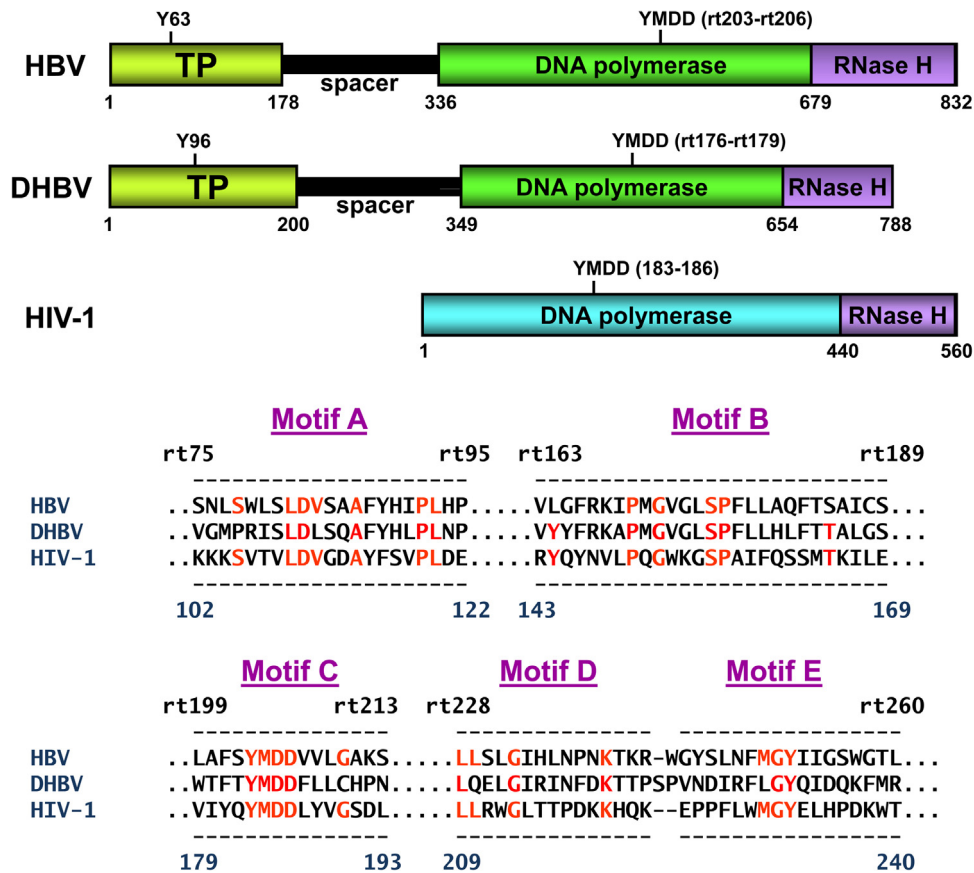 Y63 YMDD (rt203-rt206)
HBV TP DNA polymerase RNase H
spacer
1 178 336 679 832
Y96 YMDD (rt176-rt179)
DHBV TP DNA polymerase RNase H
spacer
1 200 349 654 788
YMDD (183-186)
HIV-1 DNA polymerase RNase H
1 440 560
Motif A Motif B
rt75 rt95 rt163 rt189
---------------------  ---------------------------
HBV ..SNLSWLSLDVSAAFYHIPLHP.....VLGFRKIPMGVGLSPFLLAQFTSAICS...
DHBV ..VGMPRISLDLSQAFYHLPLNP.....VYYFRKAPMGVGLSPFLLHLFTTALGS...
HIV-1 ..KKKSVTVLDVGDAYFSVPLDE.....RYQYNVLPQGWKGSPAIFQSSMTKILE...
---------------------  ---------------------------
102 122 143 169
Motif C Motif D Motif E
rt199 rt213 rt228 rt260
---------------  ---------------  -----------------
HBV ..LAFSYMDDVVLGAKS.....LLSLGIHLNPNKTKR-WGYSLNFMGYIIGSWGTL...
DHBV ..WTFTYMDDFLLCHPN.....LQELGIRINFDKTTPSPVNDIRFLGYQIDQKFMR...
HIV-1 ..VIYQYMDDLYVGSDL.....LLRWGLTTPDKKHQK--EPPFLWMGYELHPDKWT...
---------------  ---------------  -----------------
179 193 209 240